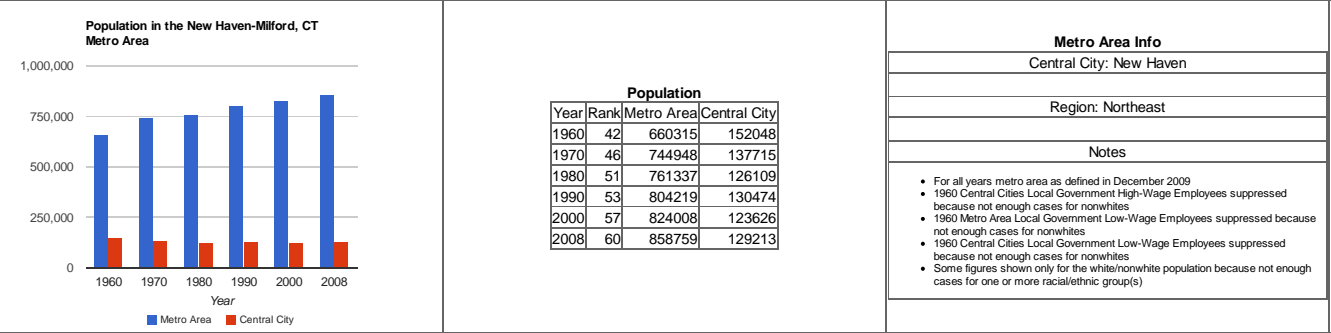 Population in the New Haven-Milford, CT
Metro Area
1,000,000
750,000
500,000
250,000
0
1960 1970 1980 1990 2000 2008
Year
Metro Area Central City
Population
Year Rank Metro Area Central City
1960 42 660315 152048
1970 46 744948 137715
1980 51 761337 126109
1990 53 804219 130474
2000 57 824008 123626
2008 60 858759 129213
Metro Area Info
Central City: New Haven
Region: Northeast
Notes
• For all years metro area as defined in December 2009
• 1960 Central Cities Local Government High-Wage Employees suppressed
because not enough cases for nonwhites
• 1960 Metro Area Local Government Low-Wage Employees suppressed because
not enough cases for nonwhites
• 1960 Central Cities Local Government Low-Wage Employees suppressed
because not enough cases for nonwhites
• Some figures shown only for the white/nonwhite population because not enough
cases for one or more racial/ethnic group(s)